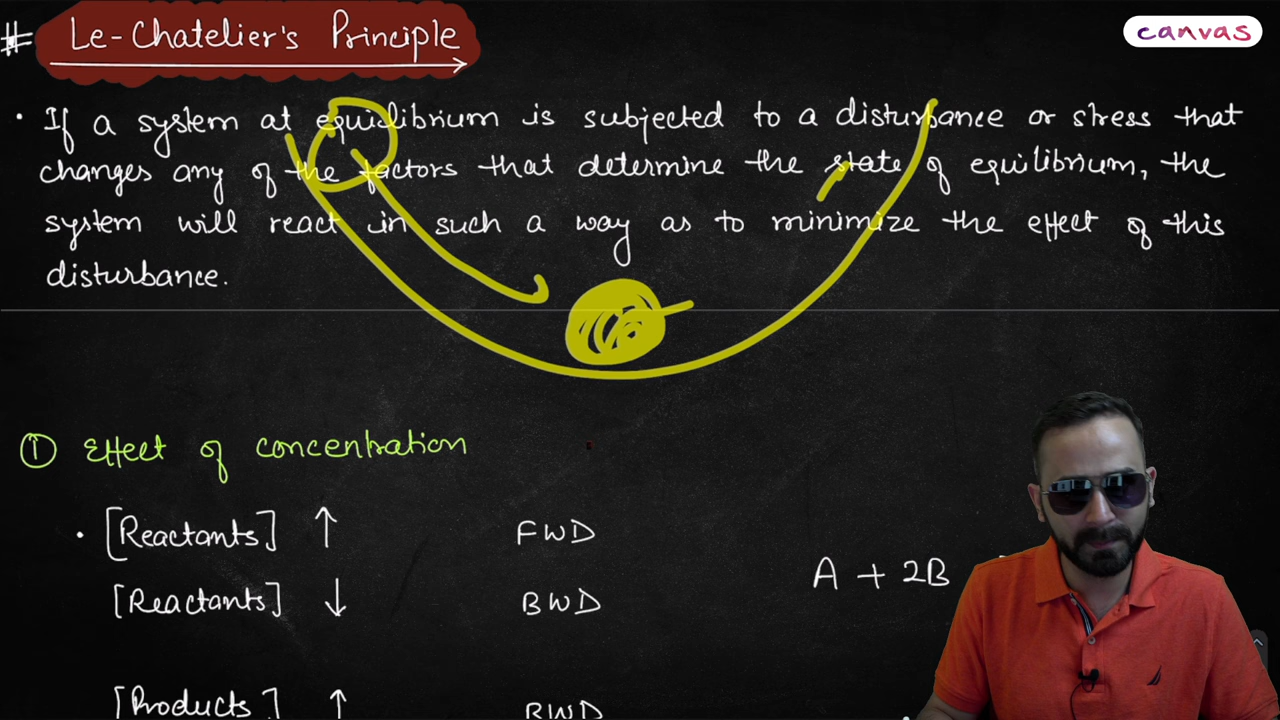 # Le-Chatelier's Principle
canvas
• If a system at equilibrium is subjected to a disturbance or stress that
changes any of the factors that determine the state of equilibrium, the
system will react in such a way as to minimize the effect of this
disturbance.
① Effect of concentration
• [Reactants] ↑ FWD
[Reactants] ↓ BWD
A + 2B
[Products] ↑ BWD